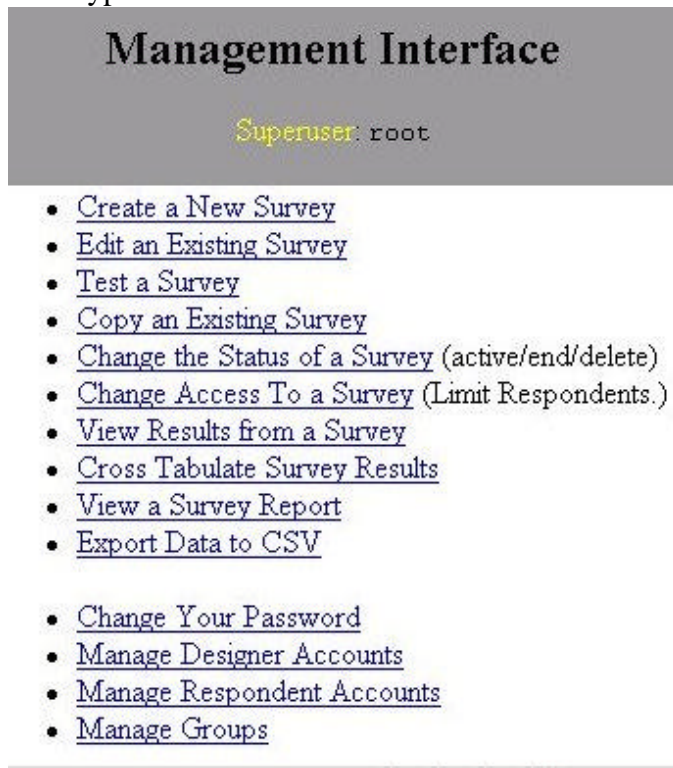 Management Interface
Superuser: root
• Create a New Survey
• Edit an Existing Survey
• Test a Survey
• Copy an Existing Survey
• Change the Status of a Survey (active/end/delete)
• Change Access To a Survey (Limit Respondents.)
• View Results from a Survey
• Cross Tabulate Survey Results
• View a Survey Report
• Export Data to CSV
• Change Your Password
• Manage Designer Accounts
• Manage Respondent Accounts
• Manage Groups